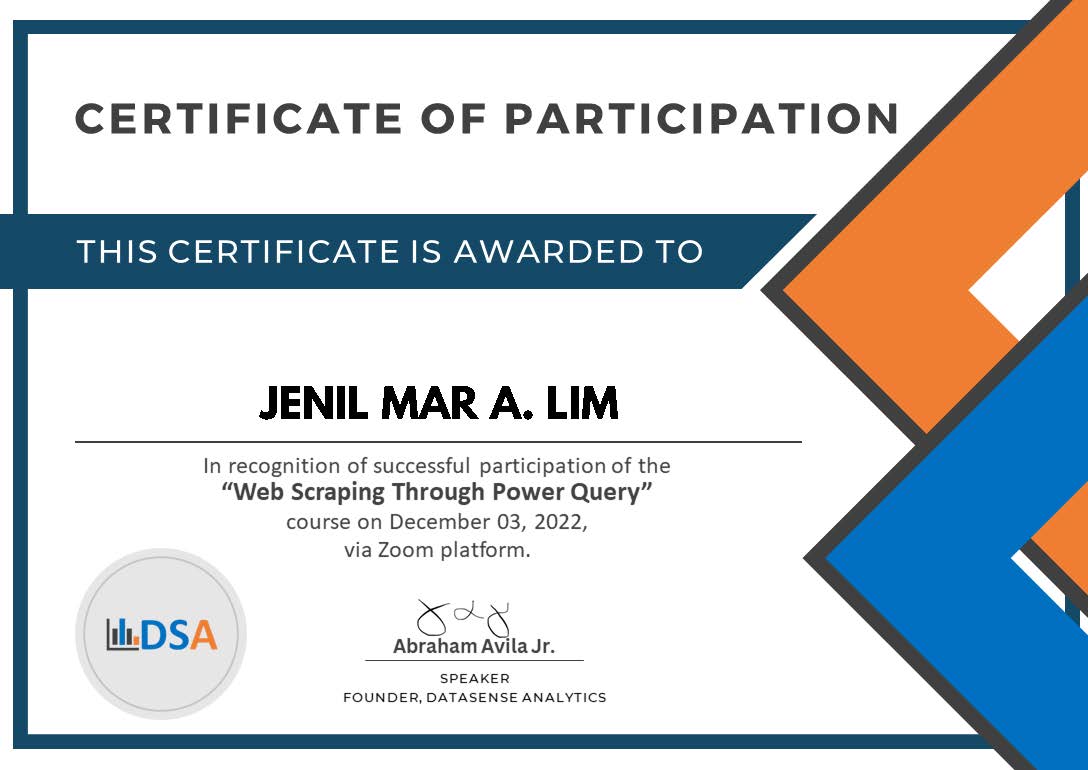 CERTIFICATE OF PARTICIPATION
THIS CERTIFICATE IS AWARDED TO
JENIL MAR A. LIM
In recognition of successful participation of the
“Web Scraping Through Power Query”
course on December 03, 2022,
via Zoom platform.
DSA
Abraham Avila Jr.
SPEAKER
FOUNDER, DATASENSE ANALYTICS